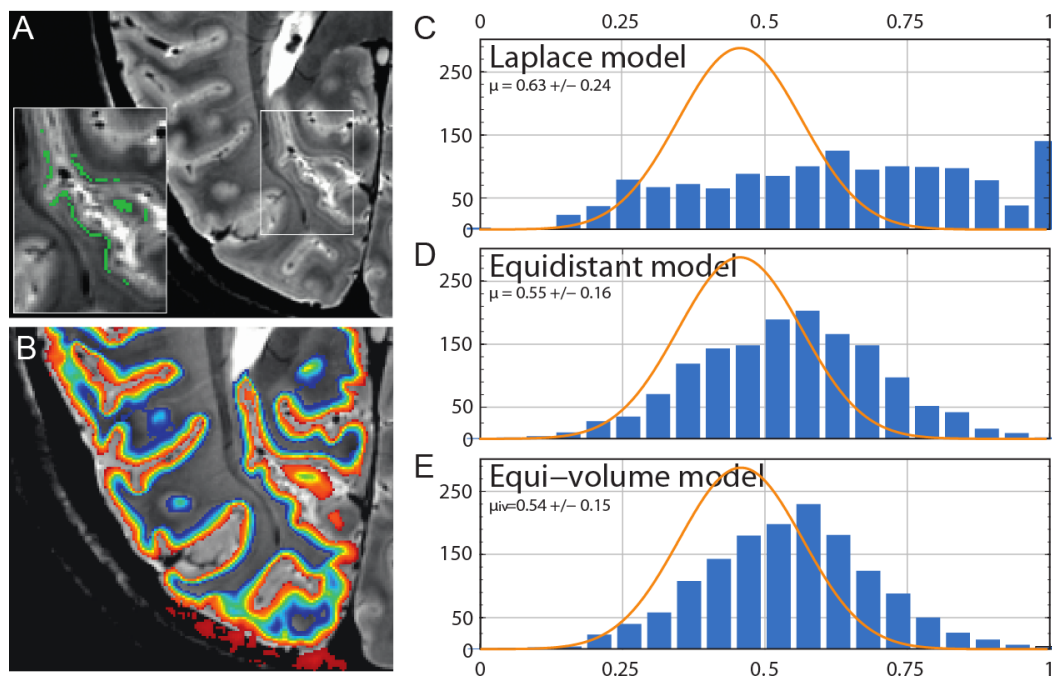 A
B
C
0 0.25 0.5 0.75 1
Laplace model
μ = 0.63 +/− 0.24
250
150
50
0
D
Equidistant model
μ = 0.55 +/− 0.16
250
150
50
0
E
Equi−volume model
μiv=0.54 +/− 0.15
250
150
50
0
0 0.25 0.5 0.75 1